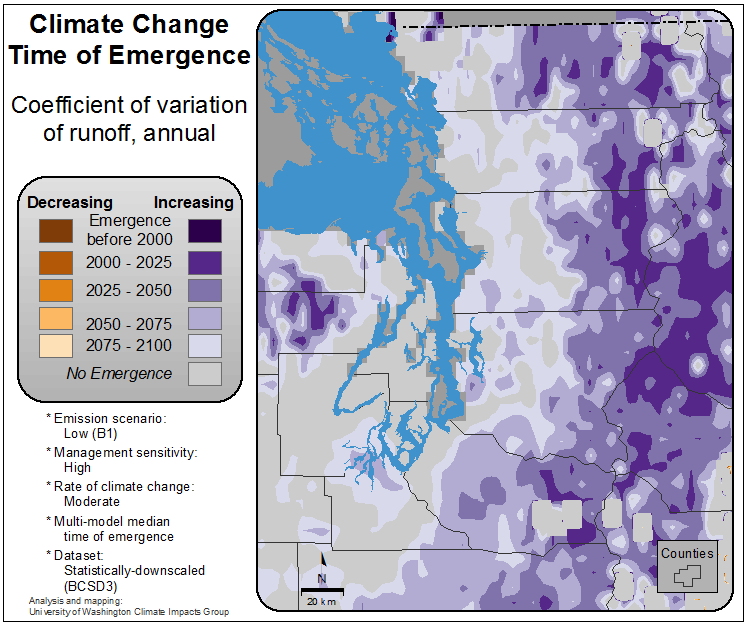 Climate Change
Time of Emergence
Coefficient of variation
of runoff, annual
Decreasing Increasing
Emergence
before 2000
2000 - 2025
2025 - 2050
2050 - 2075
2075 - 2100
No Emergence
* Emission scenario:
Low (B1)
* Management sensitivity:
High
* Rate of climate change:
Moderate
* Multi-model median
time of emergence
* Dataset:
Statistically-downscaled
(BCSD3)
Analysis and mapping:
University of Washington Climate Impacts Group
N
20 km
Counties